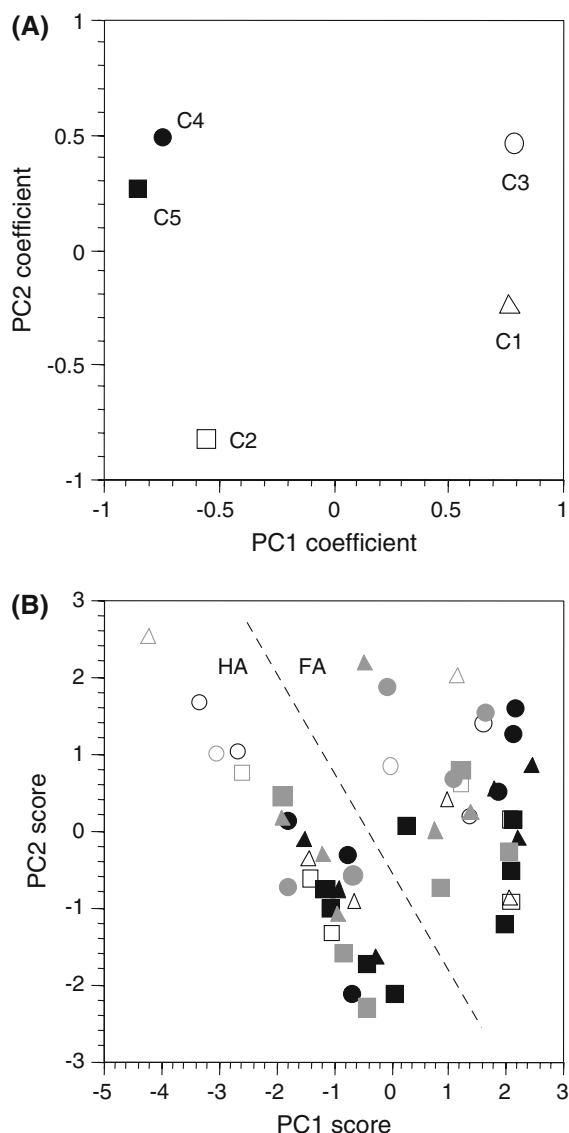 (A)
1
0.5
0
-0.5
-1
PC2 coefficient
C4
C5
C3
C1
C2
-1 -0.5 0 0.5 1
PC1 coefficient
(B)
3
2
1
0
-1
-2
-3
PC2 score
HA FA
-5 -4 -3 -2 -1 0 1 2 3
PC1 score